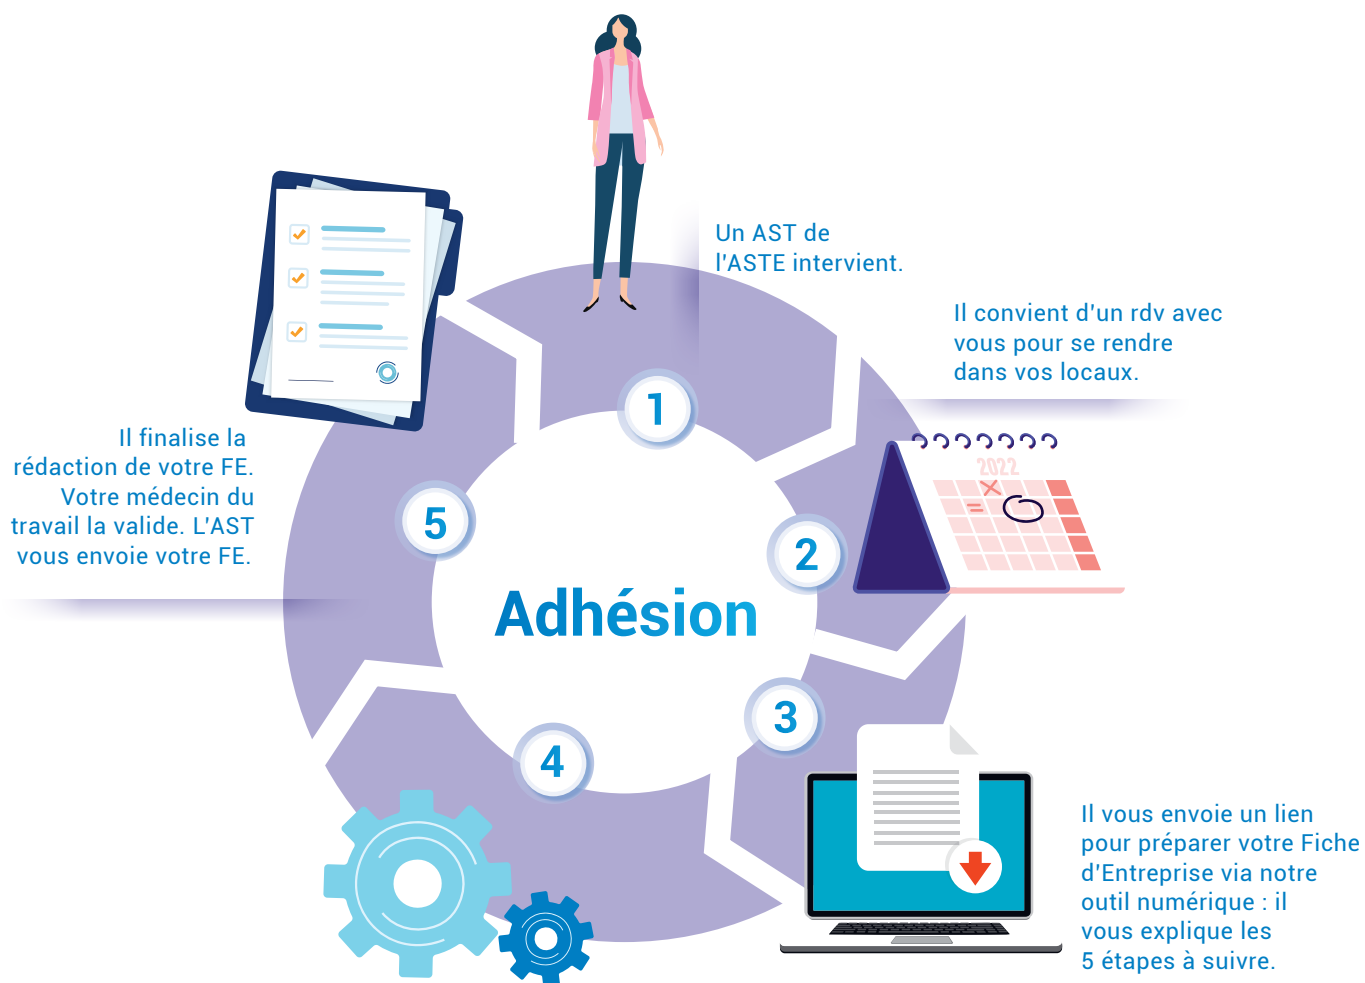 Un AST de
l'ASTE intervient.
Il convient d'un rdv avec
vous pour se rendre
dans vos locaux.
2022
1
2
3
4
5
Adhésion
Il vous envoie un lien
pour préparer votre Fiche
d'Entreprise via notre
outil numérique : il
vous explique les
5 étapes à suivre.
Il finalise la
rédaction de votre FE.
Votre médecin du
travail la valide. L'AST
vous envoie votre FE.